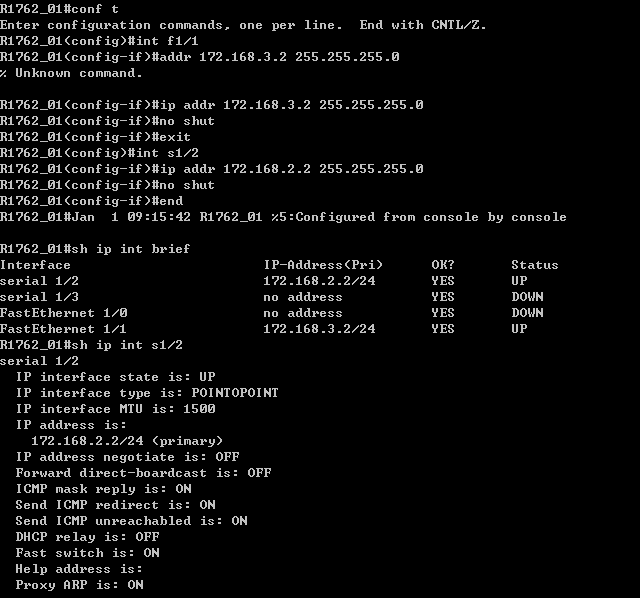 R1762_01#conf t
Enter configuration commands, one per line.  End with CNTL/Z.
R1762_01(config)#int f1/1
R1762_01(config-if)#addr 172.168.3.2 255.255.255.0
% Unknown command.
R1762_01(config-if)#ip addr 172.168.3.2 255.255.255.0
R1762_01(config-if)#no shut
R1762_01(config-if)#exit
R1762_01(config)#int s1/2
R1762_01(config-if)#ip addr 172.168.2.2 255.255.255.0
R1762_01(config-if)#no shut
R1762_01(config-if)#end
R1762_01#Jan  1 09:15:42 R1762_01 %5:Configured from console by console
R1762_01#sh ip int brief
Interface                        IP-Address(Pri)      OK?       Status
serial 1/2                       172.168.2.2/24       YES       UP
serial 1/3                       no address           YES       DOWN
FastEthernet 1/0                 no address           YES       DOWN
FastEthernet 1/1                 172.168.3.2/24       YES       UP
R1762_01#sh ip int s1/2
serial 1/2
  IP interface state is: UP
  IP interface type is: POINTOPOINT
  IP interface MTU is: 1500
  IP address is:
    172.168.2.2/24 (primary)
  IP address negotiate is: OFF
  Forward direct-boardcast is: OFF
  ICMP mask reply is: ON
  Send ICMP redirect is: ON
  Send ICMP unreachabled is: ON
  DHCP relay is: OFF
  Fast switch is: ON
  Help address is:
  Proxy ARP is: ON